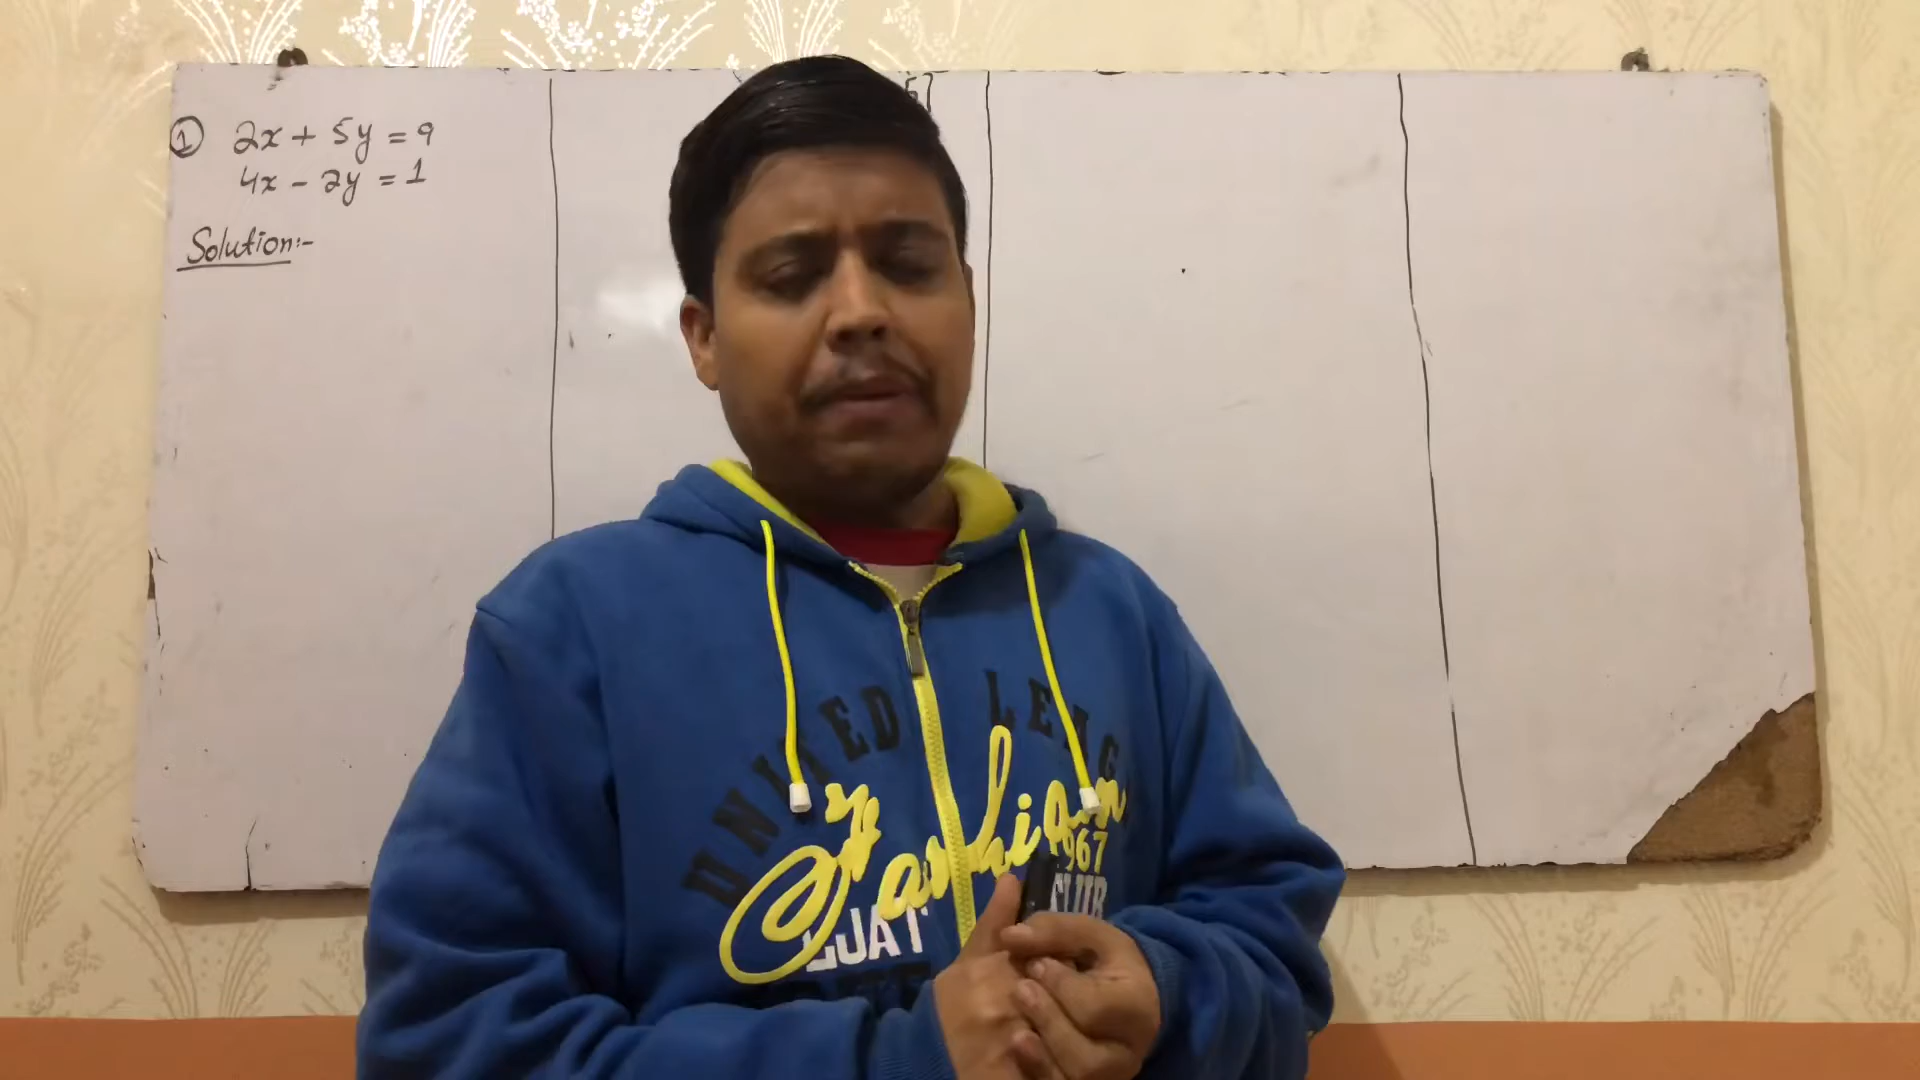 ① 2x + 5y = 9
4x - 2y = 1
Solution:-
UNITED LEAG
Fashion
967
CLUB